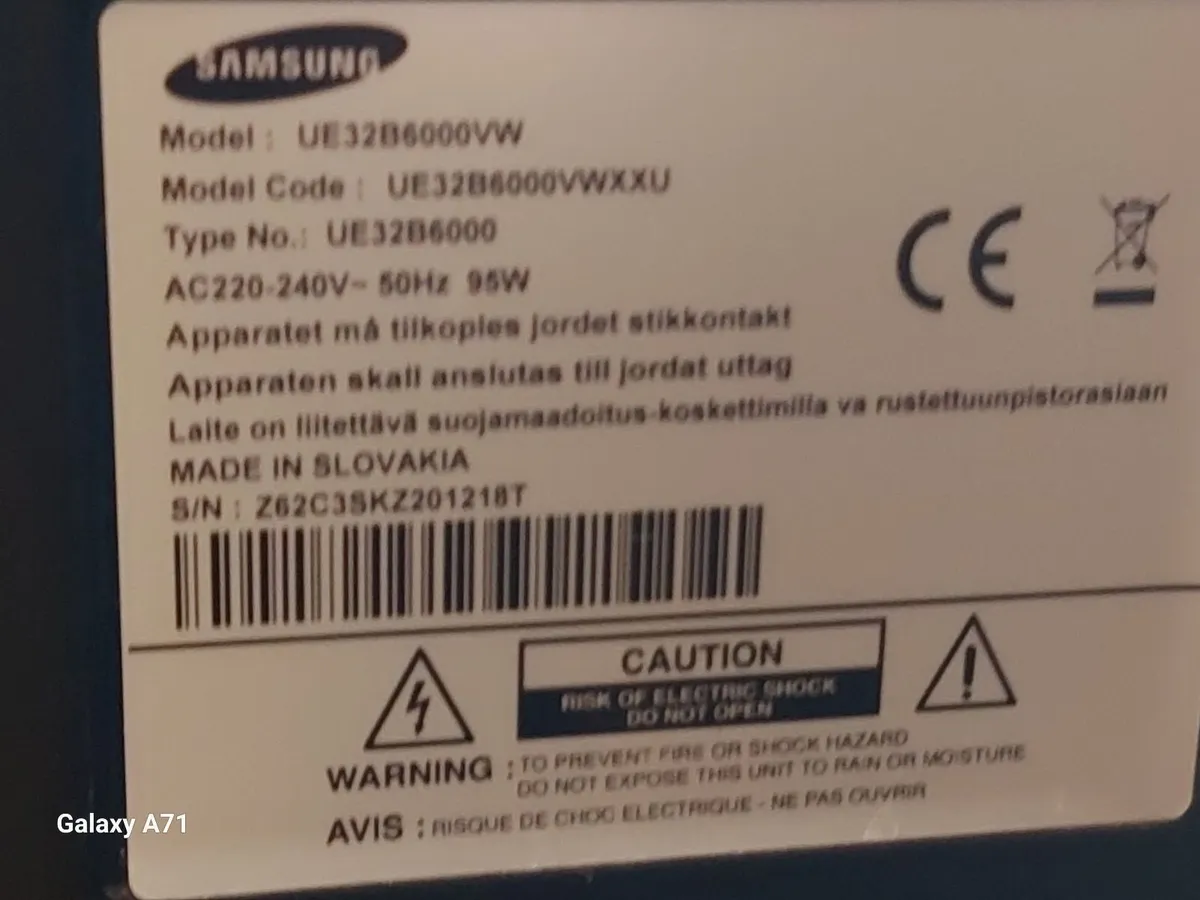 SAMSUNG
Model : UE32B6000VW
Model Code : UE32B6000VWXXU
Type No.: UE32B6000
AC220-240V~ 50Hz 95W
Apparatet må tilkoples jordet stikkontakt
Apparaten skall anslutas till jordat uttag
Laite on liitettävä suojamaadoitus-koskettimilla va rustettuunpistorasiaan
MADE IN SLOVAKIA
S/N : Z62C3SKZ201218T
CE
CAUTION
RISK OF ELECTRIC SHOCK
DO NOT OPEN
WARNING : TO PREVENT FIRE OR SHOCK HAZARD
DO NOT EXPOSE THIS UNIT TO RAIN OR MOISTURE
AVIS : RISQUE DE CHOC ELECTRIQUE - NE PAS OUVRIR
Galaxy A71